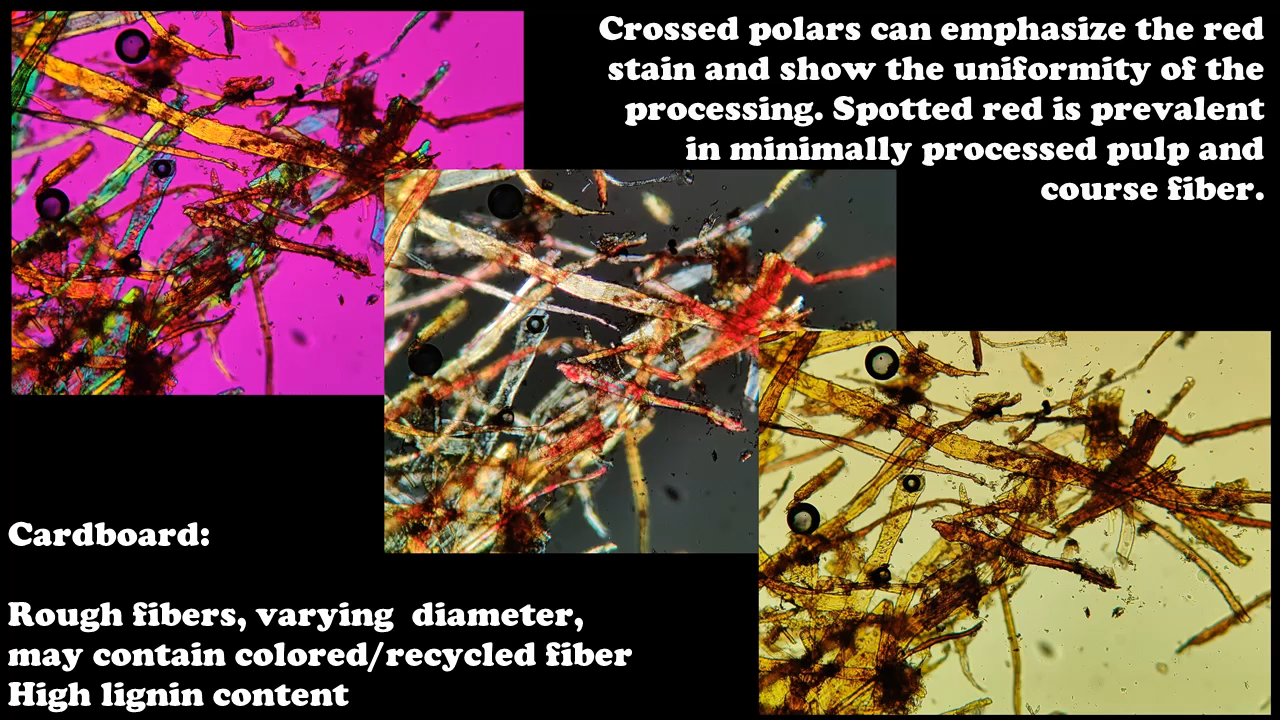 Crossed polars can emphasize the red
stain and show the uniformity of the
processing. Spotted red is prevalent
in minimally processed pulp and
course fiber.
Cardboard:
Rough fibers, varying  diameter,
may contain colored/recycled fiber
High lignin content